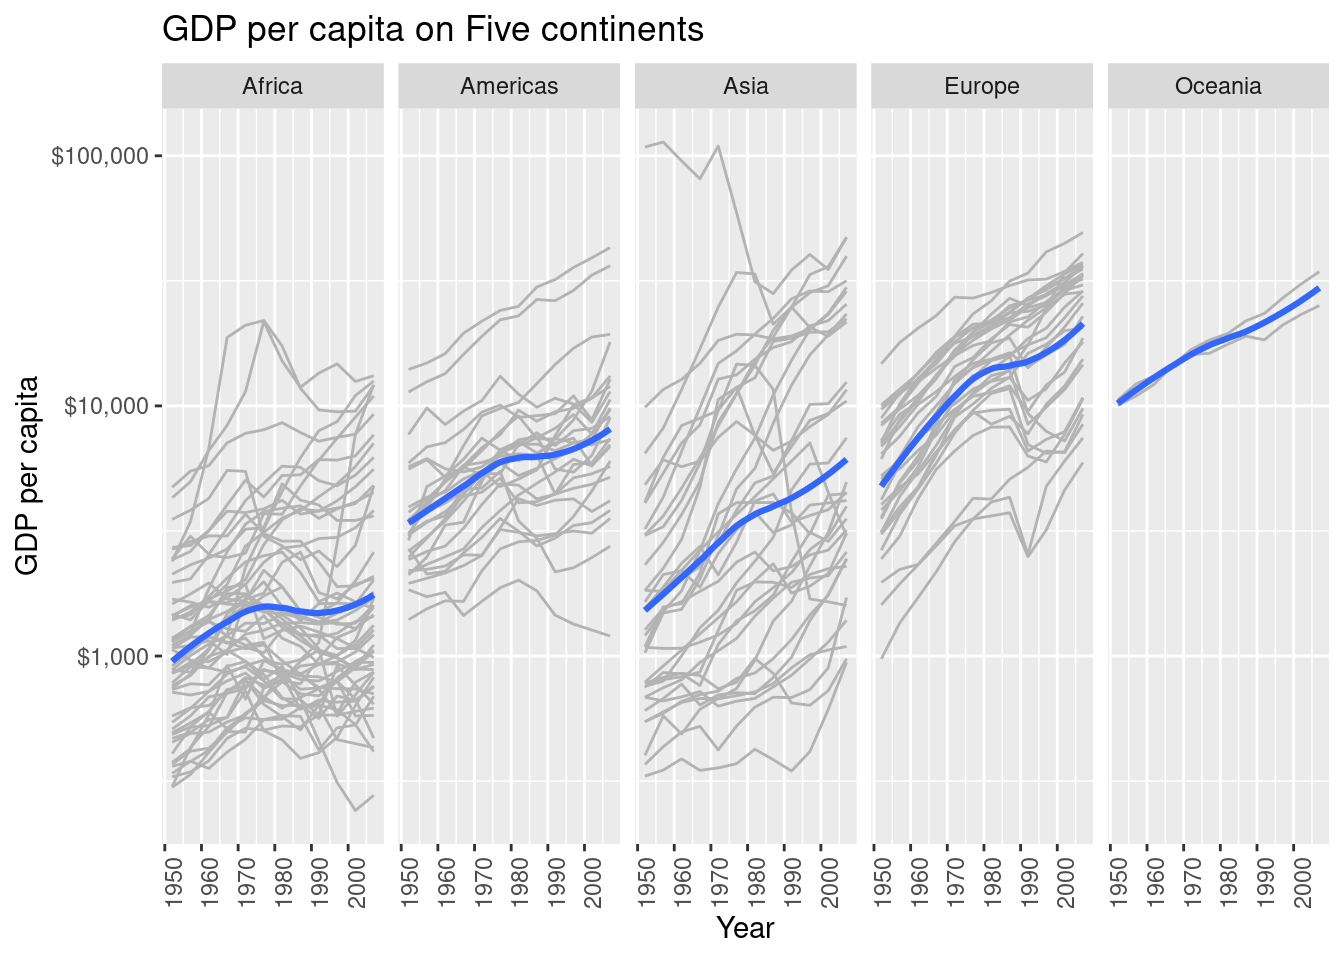 GDP per capita on Five continents
Africa Americas Asia Europe Oceania
$100,000
$10,000
$1,000
GDP per capita
1950 1960 1970 1980 1990 2000 1950 1960 1970 1980 1990 2000 1950 1960 1970 1980 1990 2000 1950 1960 1970 1980 1990 2000 1950 1960 1970 1980 1990 2000
Year